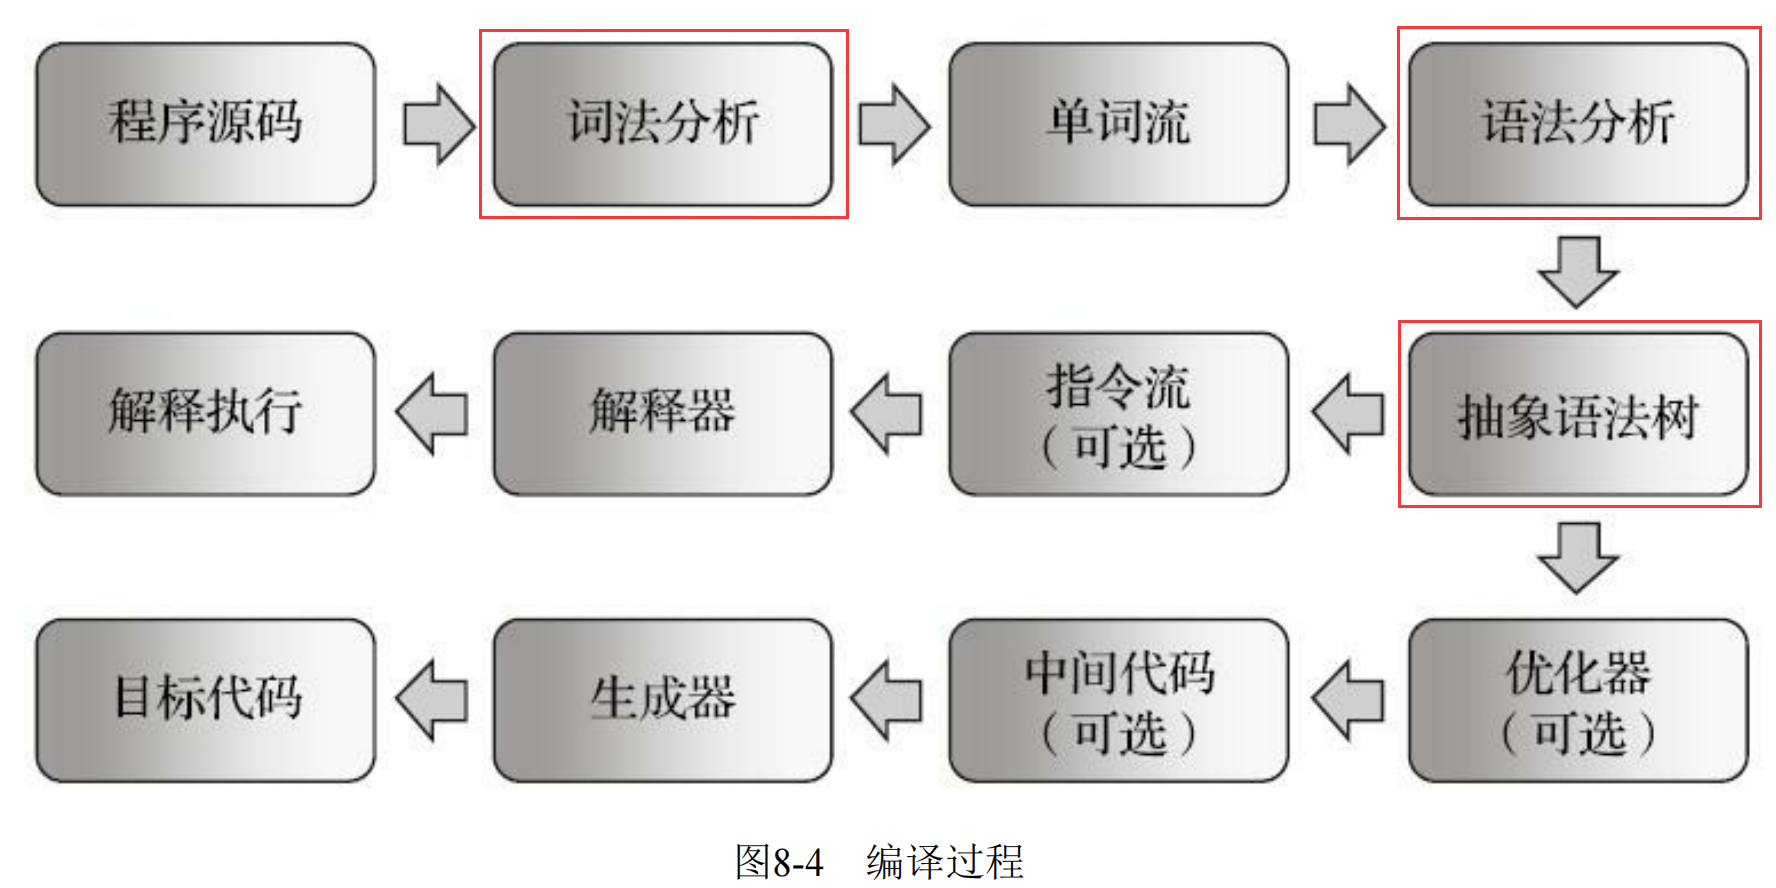 程序源码
词法分析
单词流
语法分析
解释执行
解释器
指令流
（可选）
抽象语法树
目标代码
生成器
中间代码
（可选）
优化器
（可选）
图8-4 编译过程